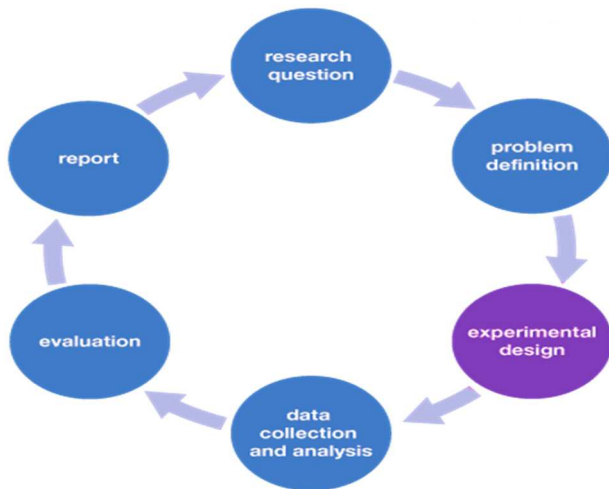 research
question
problem
definition
experimental
design
data
collection
and analysis
evaluation
report